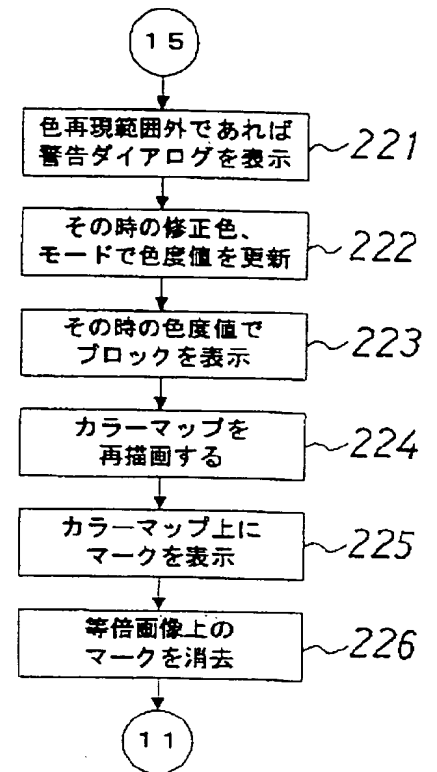 15
色再現範囲外であれば
警告ダイアログを表示
221
その時の修正色、
モードで色度値を更新
222
その時の色度値で
ブロックを表示
223
カラーマップを
再描画する
224
カラーマップ上に
マークを表示
225
等倍画像上の
マークを消去
226
11